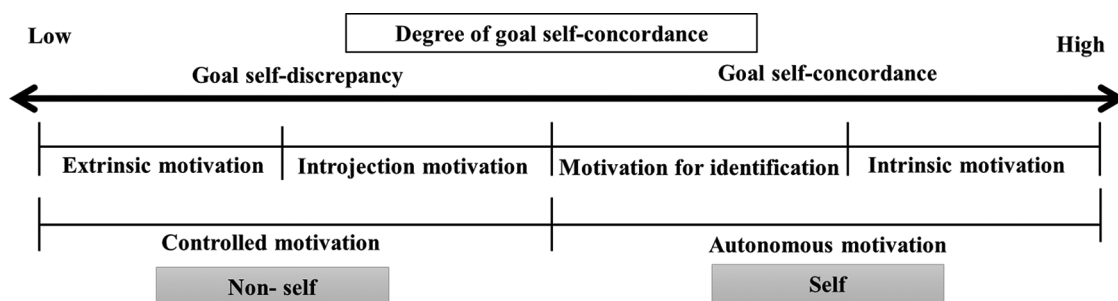 Degree of goal self-concordance
Low
High
Goal self-discrepancy
Goal self-concordance
Extrinsic motivation
Introjection motivation
Motivation for identification
Intrinsic motivation
Controlled motivation
Autonomous motivation
Non- self
Self